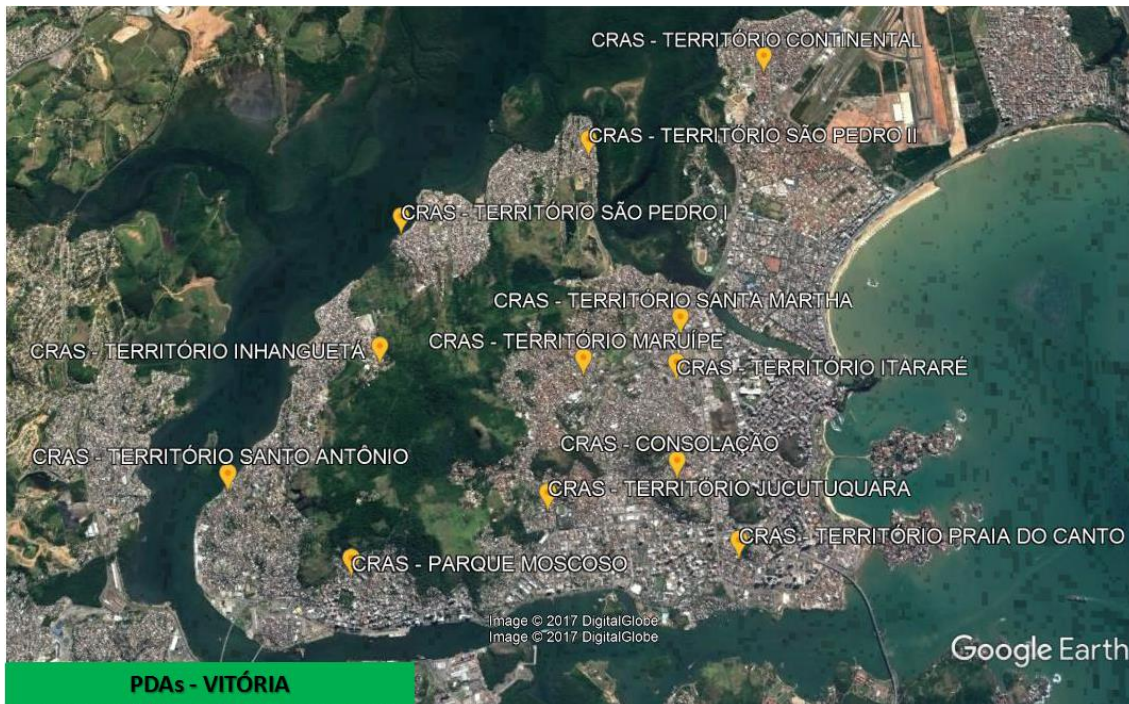 CRAS - TERRITÓRIO CONTINENTAL
CRAS - TERRITÓRIO SÃO PEDRO II
CRAS - TERRITÓRIO SÃO PEDRO I
CRAS - TERRITÓRIO SANTA MARTHA
CRAS - TERRITÓRIO MARUÍPE
CRAS - TERRITÓRIO INHANGUETÁ
CRAS - TERRITÓRIO ITARARÉ
CRAS - CONSOLAÇÃO
CRAS - TERRITÓRIO SANTO ANTÔNIO
CRAS - TERRITÓRIO JUCUTUQUARA
CRAS - TERRITÓRIO PRAIA DO CANTO
CRAS - PARQUE MOSCOSO
Image © 2017 DigitalGlobe
Image © 2017 DigitalGlobe
Google Earth
PDAs - VITÓRIA